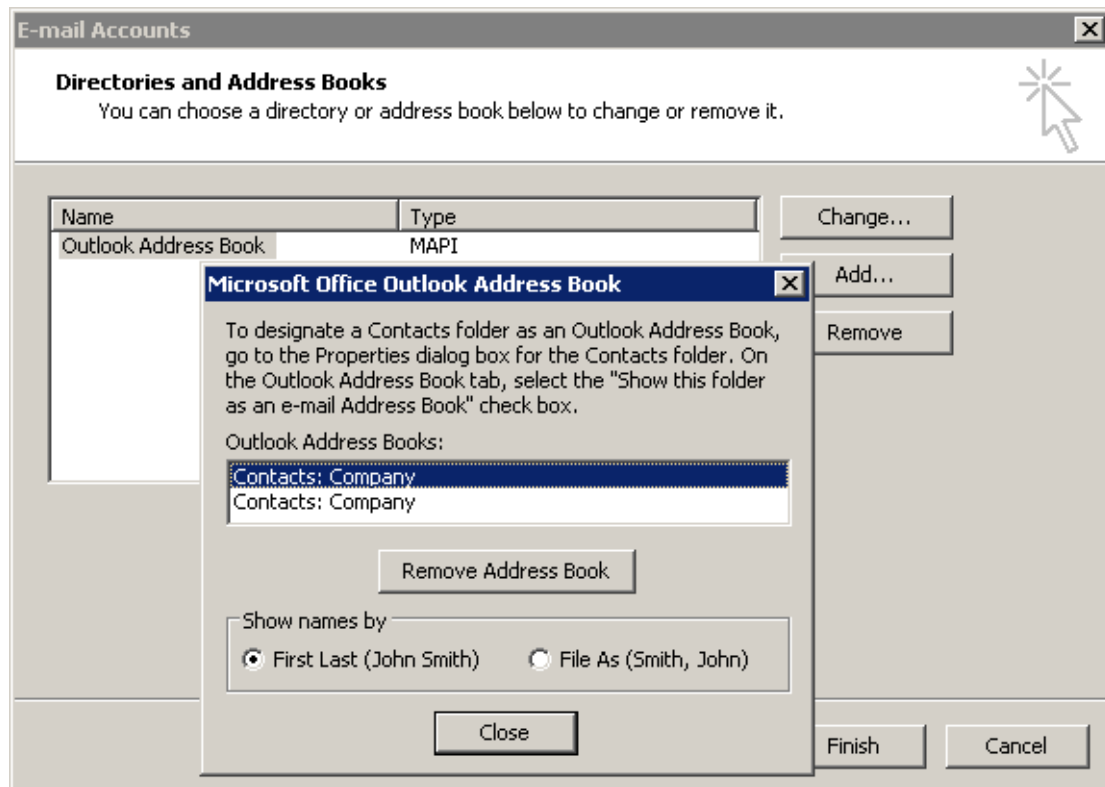 E-mail Accounts
Directories and Address Books
You can choose a directory or address book below to change or remove it.
Name Type
Outlook Address Book MAPI
Change...
Add...
Remove
Microsoft Office Outlook Address Book
To designate a Contacts folder as an Outlook Address Book,
go to the Properties dialog box for the Contacts folder. On
the Outlook Address Book tab, select the "Show this folder
as an e-mail Address Book" check box.
Outlook Address Books:
Contacts: Company
Contacts: Company
Remove Address Book
Show names by
First Last (John Smith) File As (Smith, John)
Close
Finish Cancel